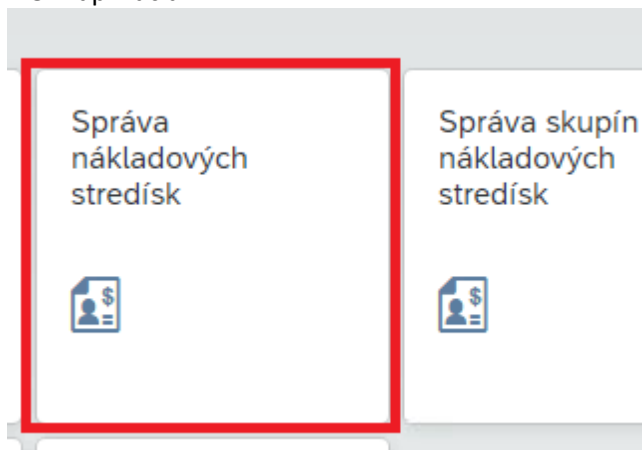 Správa
nákladových
stredísk
Správa skupín
nákladových
stredísk